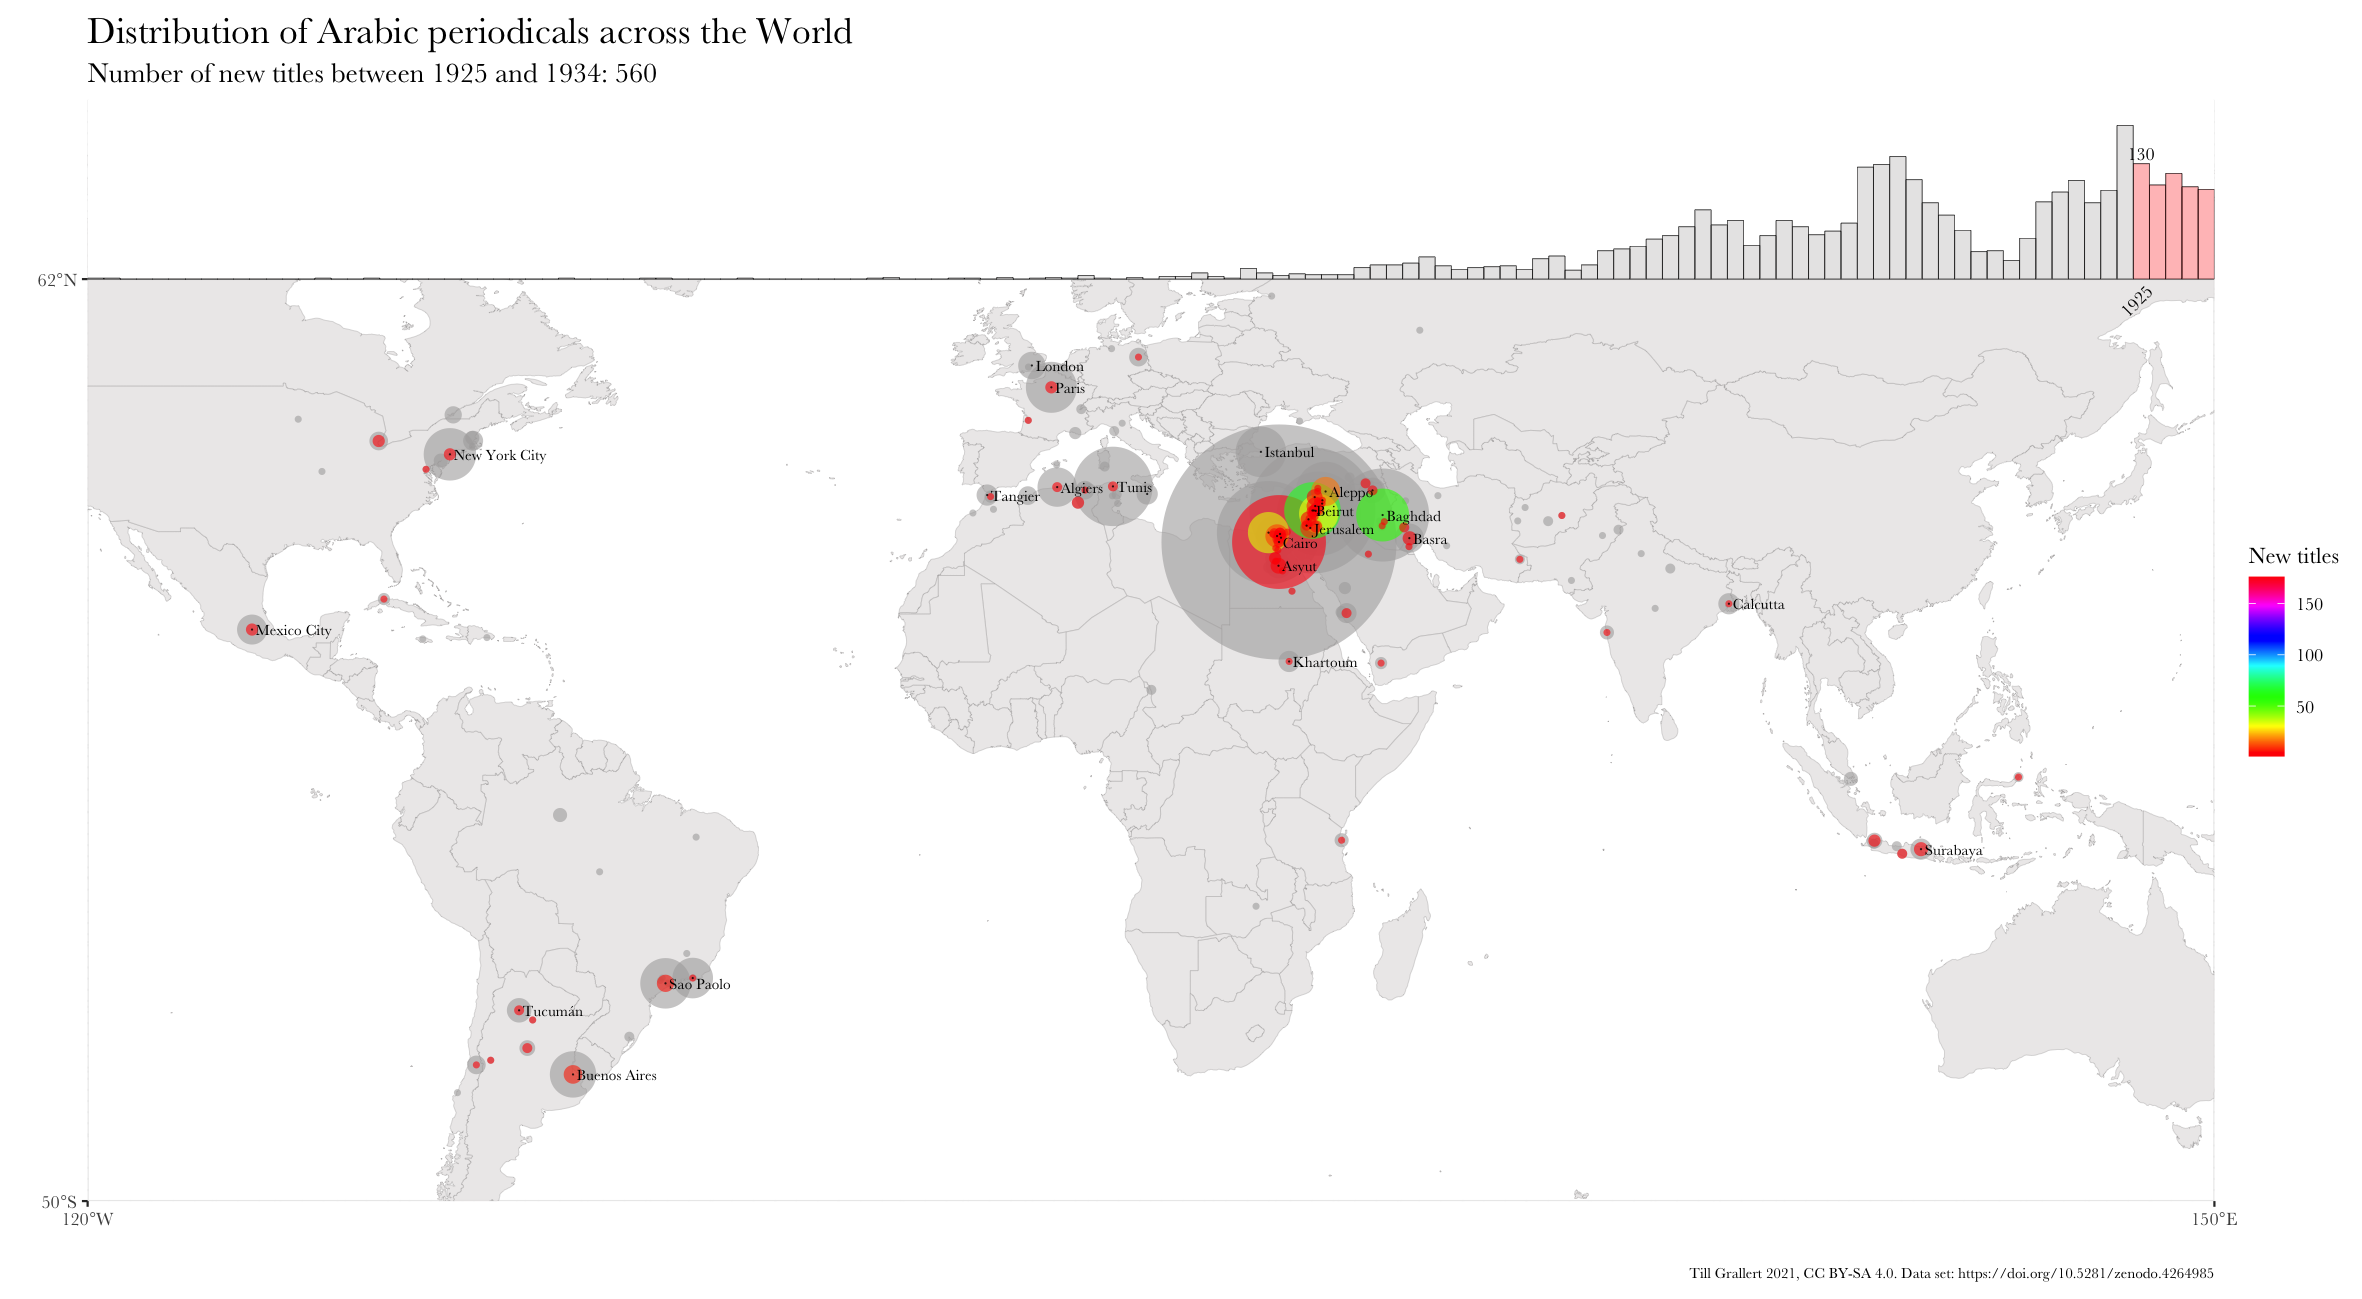 Distribution of Arabic periodicals across the World
Number of new titles between 1925 and 1934: 560
130
62°N
1925
London
Paris
New York City
Istanbul
Tangier
Algiers
Tunis
Aleppo
Beirut
Baghdad
Jerusalem
Cairo
Basra
Asyut
New titles
150
100
50
Calcutta
Mexico City
Khartoum
Surabaya
Sao Paolo
Tucumán
Buenos Aires
50°S
120°W
150°E
Till Grallert 2021, CC BY-SA 4.0. Data set: https://doi.org/10.5281/zenodo.4264985